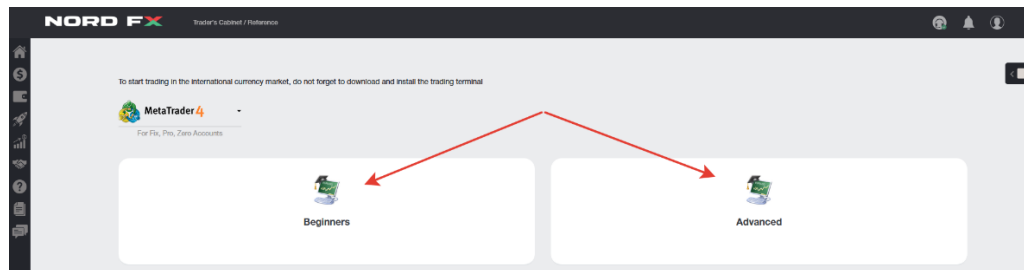 NORD FX
Trader's Cabinet / Reference
To start trading in the international currency market, do not forget to download and install the trading terminal
MetaTrader 4
For Fix, Pro, Zero Accounts
Beginners
Advanced